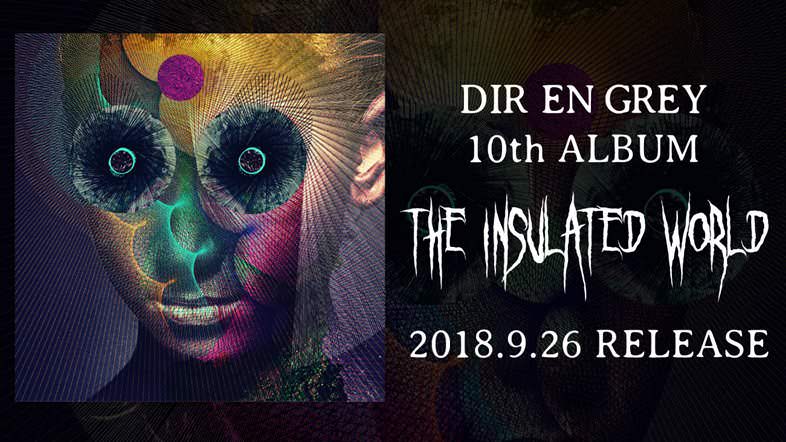 DIR EN GREY
10th ALBUM
THE INSULATED WORLD
2018.9.26 RELEASE